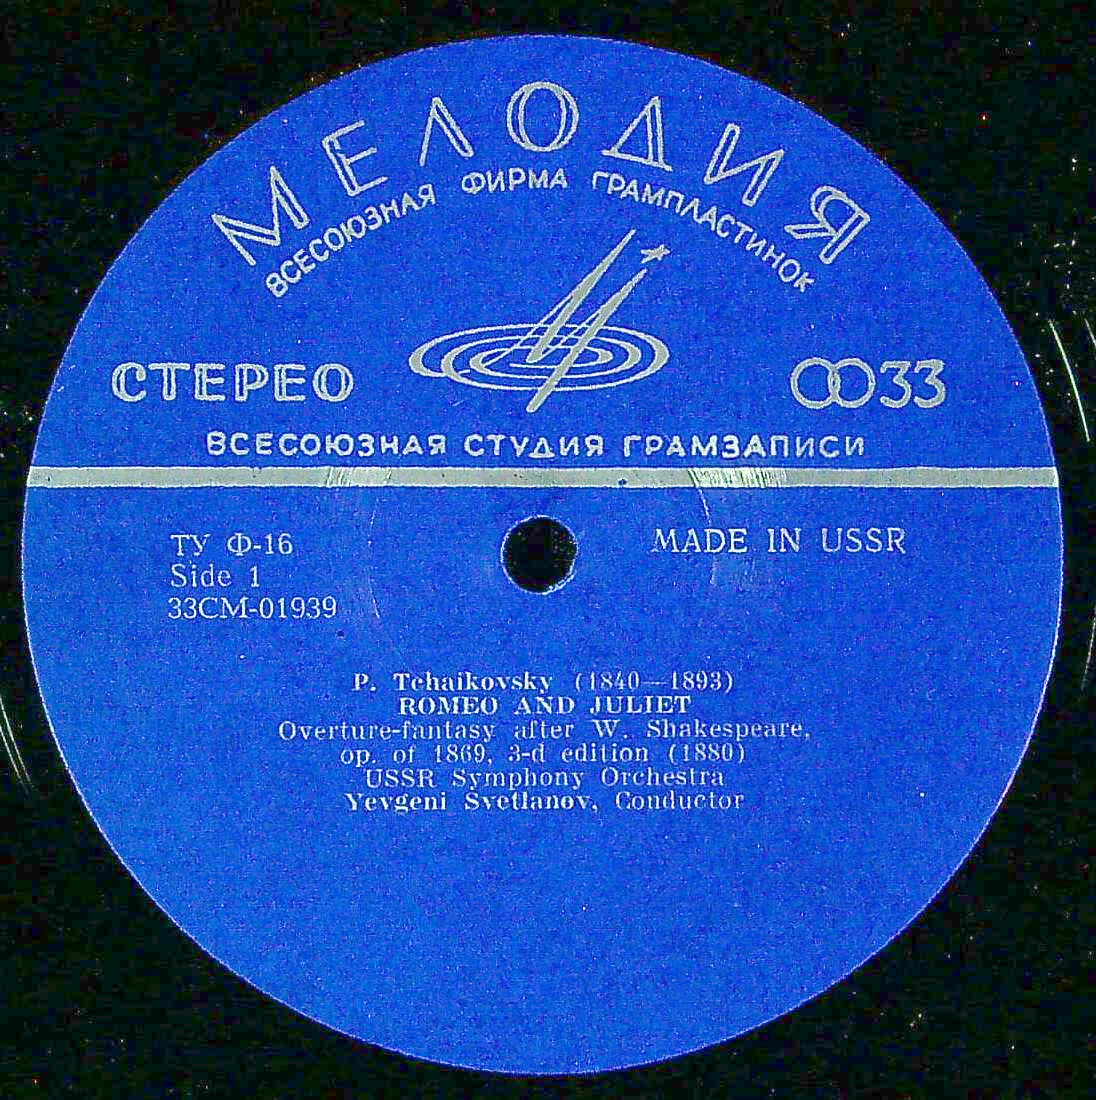 МЕЛОДИЯ
ВСЕСОЮЗНАЯ ФИРМА ГРАМПЛАСТИНОК
СТЕРЕО
33
ВСЕСОЮЗНАЯ СТУДИЯ ГРАМЗАПИСИ
ТУ Ф-16
MADE IN USSR
Side 1
33СМ-01939
P. Tchaikovsky (1840—1893)
ROMEO AND JULIET
Overture-fantasy after W. Shakespeare,
op. of 1869, 3-d edition (1880)
USSR Symphony Orchestra
Yevgeni Svetlanov, Conductor